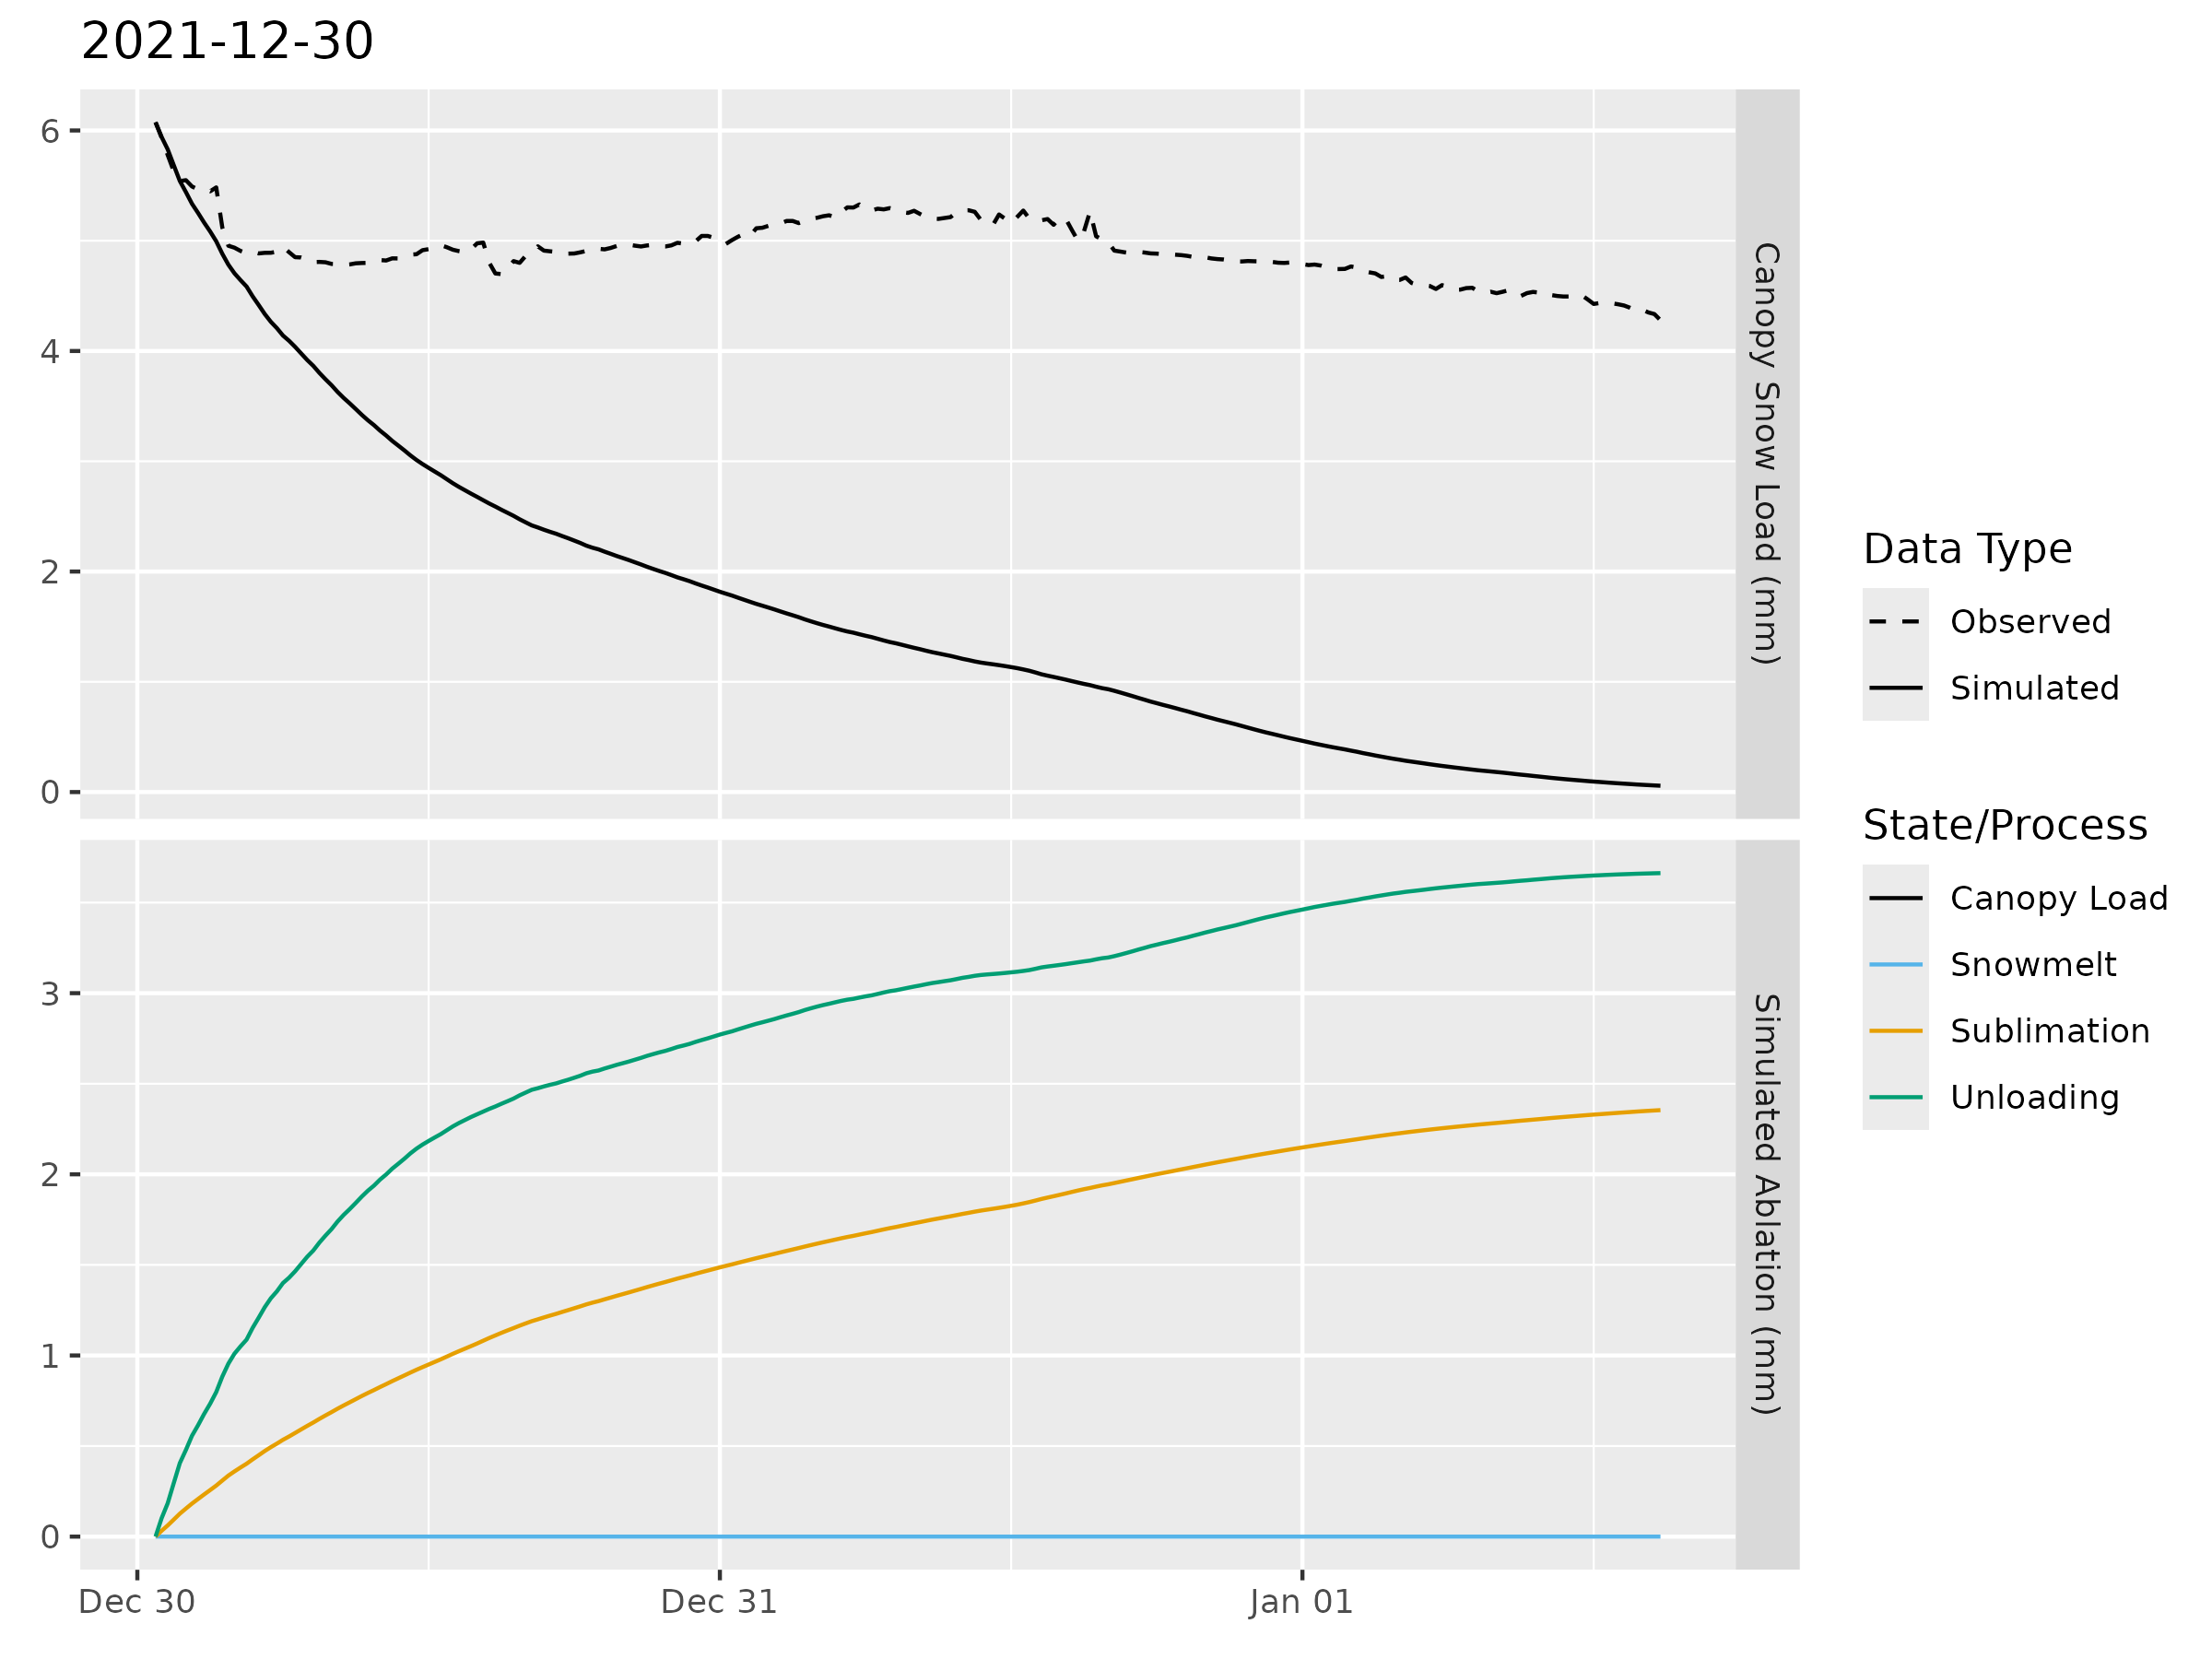 2021-12-30
6
4
2
0
Canopy Snow Load (mm)
3
2
1
0
Simulated Ablation (mm)
Dec 30
Dec 31
Jan 01
Data Type
Observed
Simulated
State/Process
Canopy Load
Snowmelt
Sublimation
Unloading